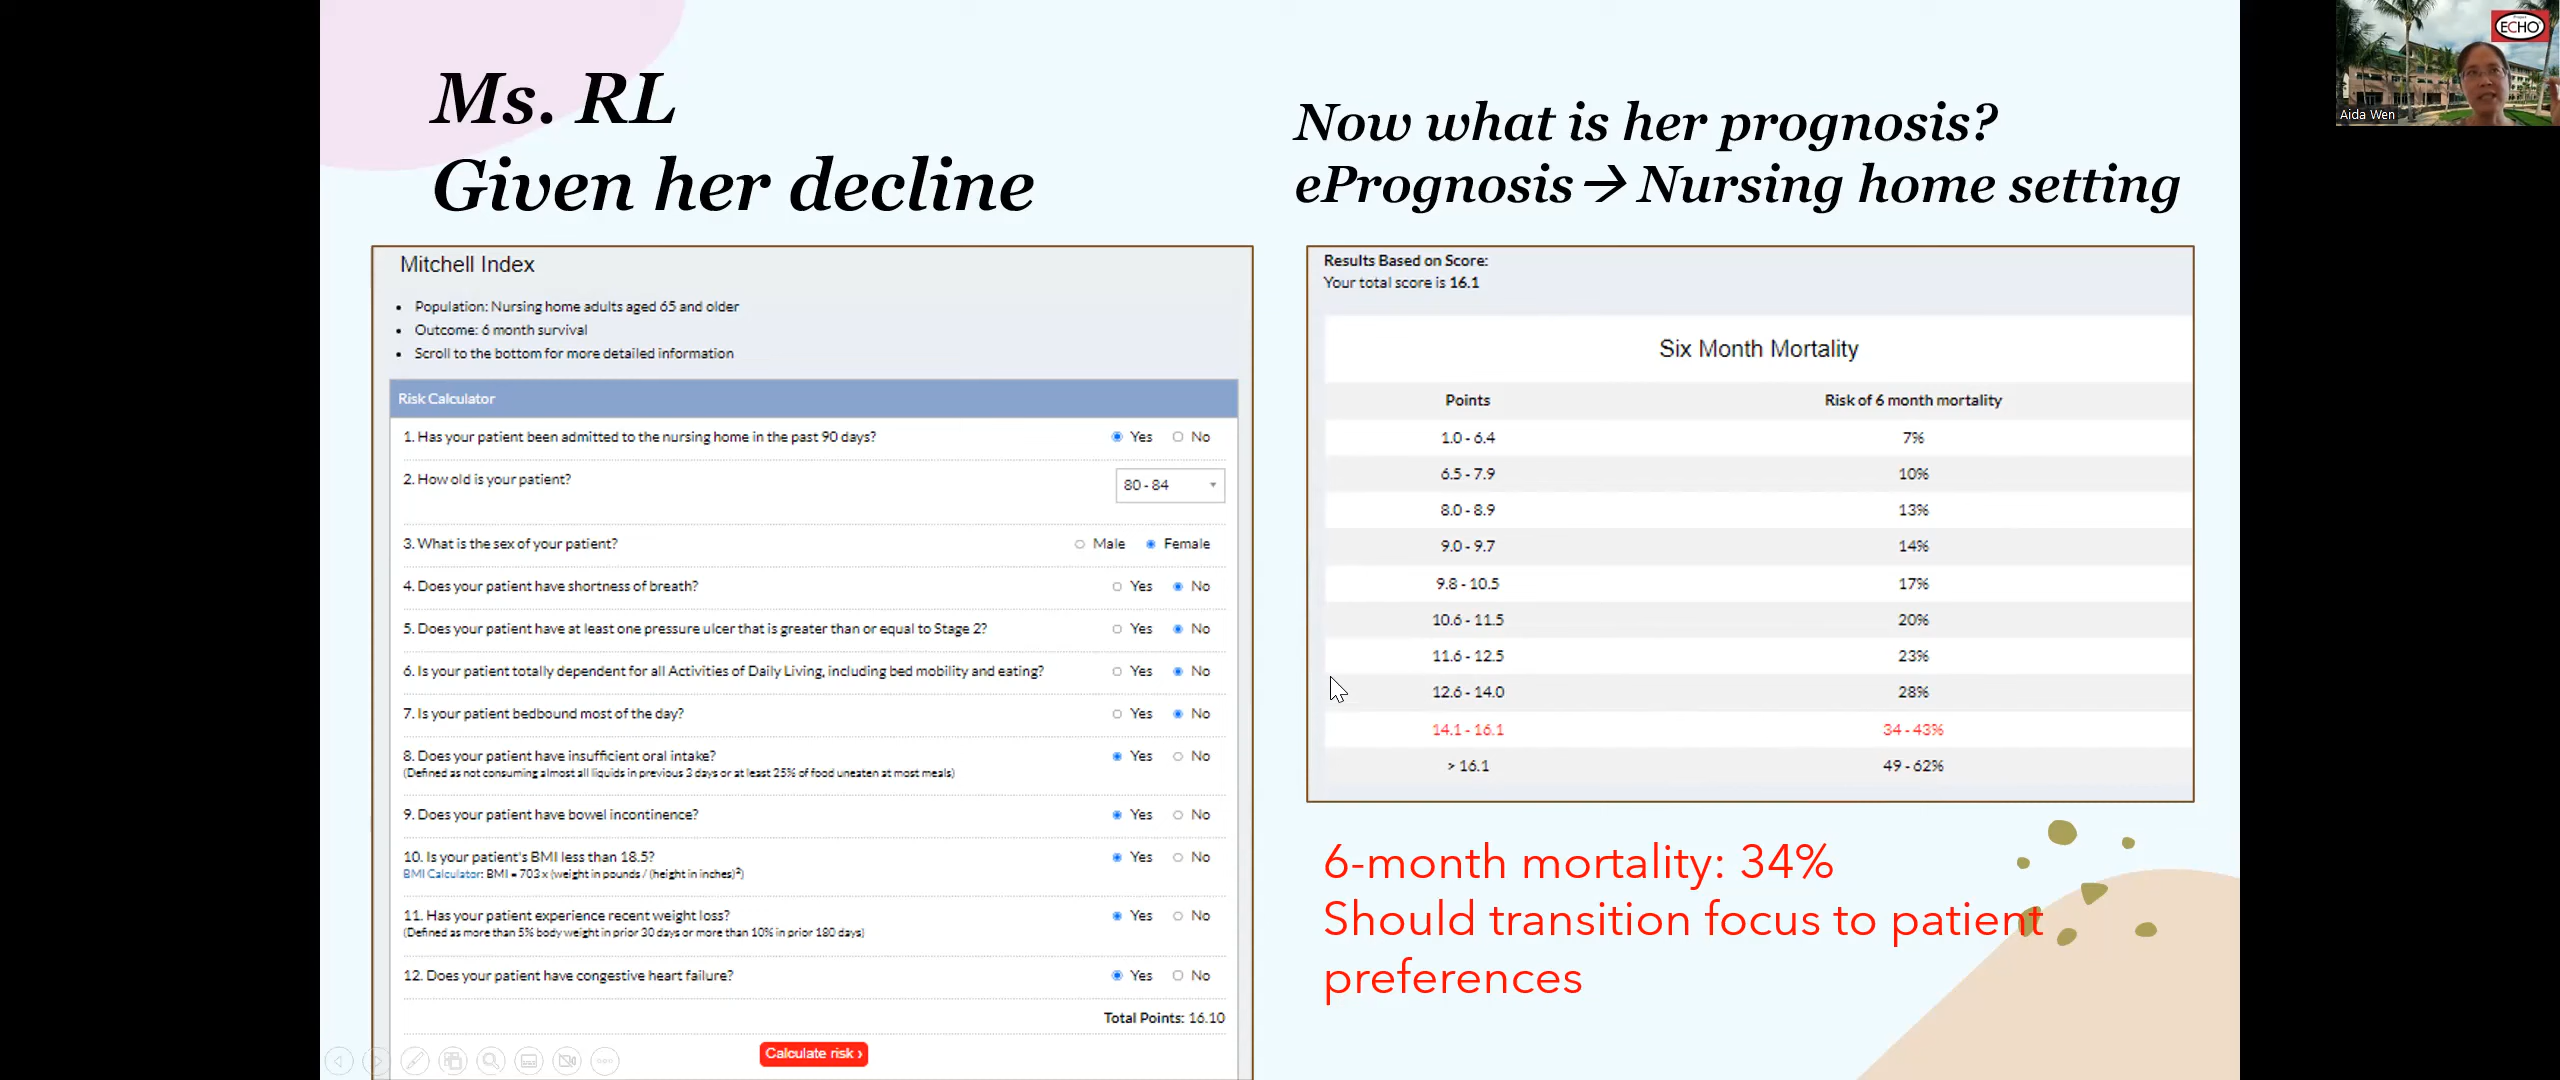 Ms. RL
Given her decline
Now what is her prognosis?
ePrognosis → Nursing home setting
Mitchell Index
• Population: Nursing home adults aged 65 and older
• Outcome: 6 month survival
• Scroll to the bottom for more detailed information
Risk Calculator
1. Has your patient been admitted to the nursing home in the past 90 days? Yes No
2. How old is your patient? 80 - 84
3. What is the sex of your patient? Male Female
4. Does your patient have shortness of breath? Yes No
5. Does your patient have at least one pressure ulcer that is greater than or equal to Stage 2? Yes No
6. Is your patient totally dependent for all Activities of Daily Living, including bed mobility and eating? Yes No
7. Is your patient bedbound most of the day? Yes No
8. Does your patient have insufficient oral intake? Yes No
(Defined as not consuming almost all liquids in previous 3 days or at least 25% of food uneaten at most meals)
9. Does your patient have bowel incontinence? Yes No
10. Is your patient's BMI less than 18.5? Yes No
BMI Calculator: BMI = 703 x (weight in pounds / (height in inches)²)
11. Has your patient experience recent weight loss? Yes No
(Defined as more than 5% body weight in prior 30 days or more than 10% in prior 180 days)
12. Does your patient have congestive heart failure? Yes No
Total Points: 16.10
Calculate risk ›
Results Based on Score:
Your total score is 16.1
Six Month Mortality
Points Risk of 6 month mortality
1.0 - 6.4 7%
6.5 - 7.9 10%
8.0 - 8.9 13%
9.0 - 9.7 14%
9.8 - 10.5 17%
10.6 - 11.5 20%
11.6 - 12.5 23%
12.6 - 14.0 28%
14.1 - 16.1 34 - 43%
> 16.1 49 - 62%
6-month mortality: 34%
Should transition focus to patient
preferences
ECHO
Aida Wen